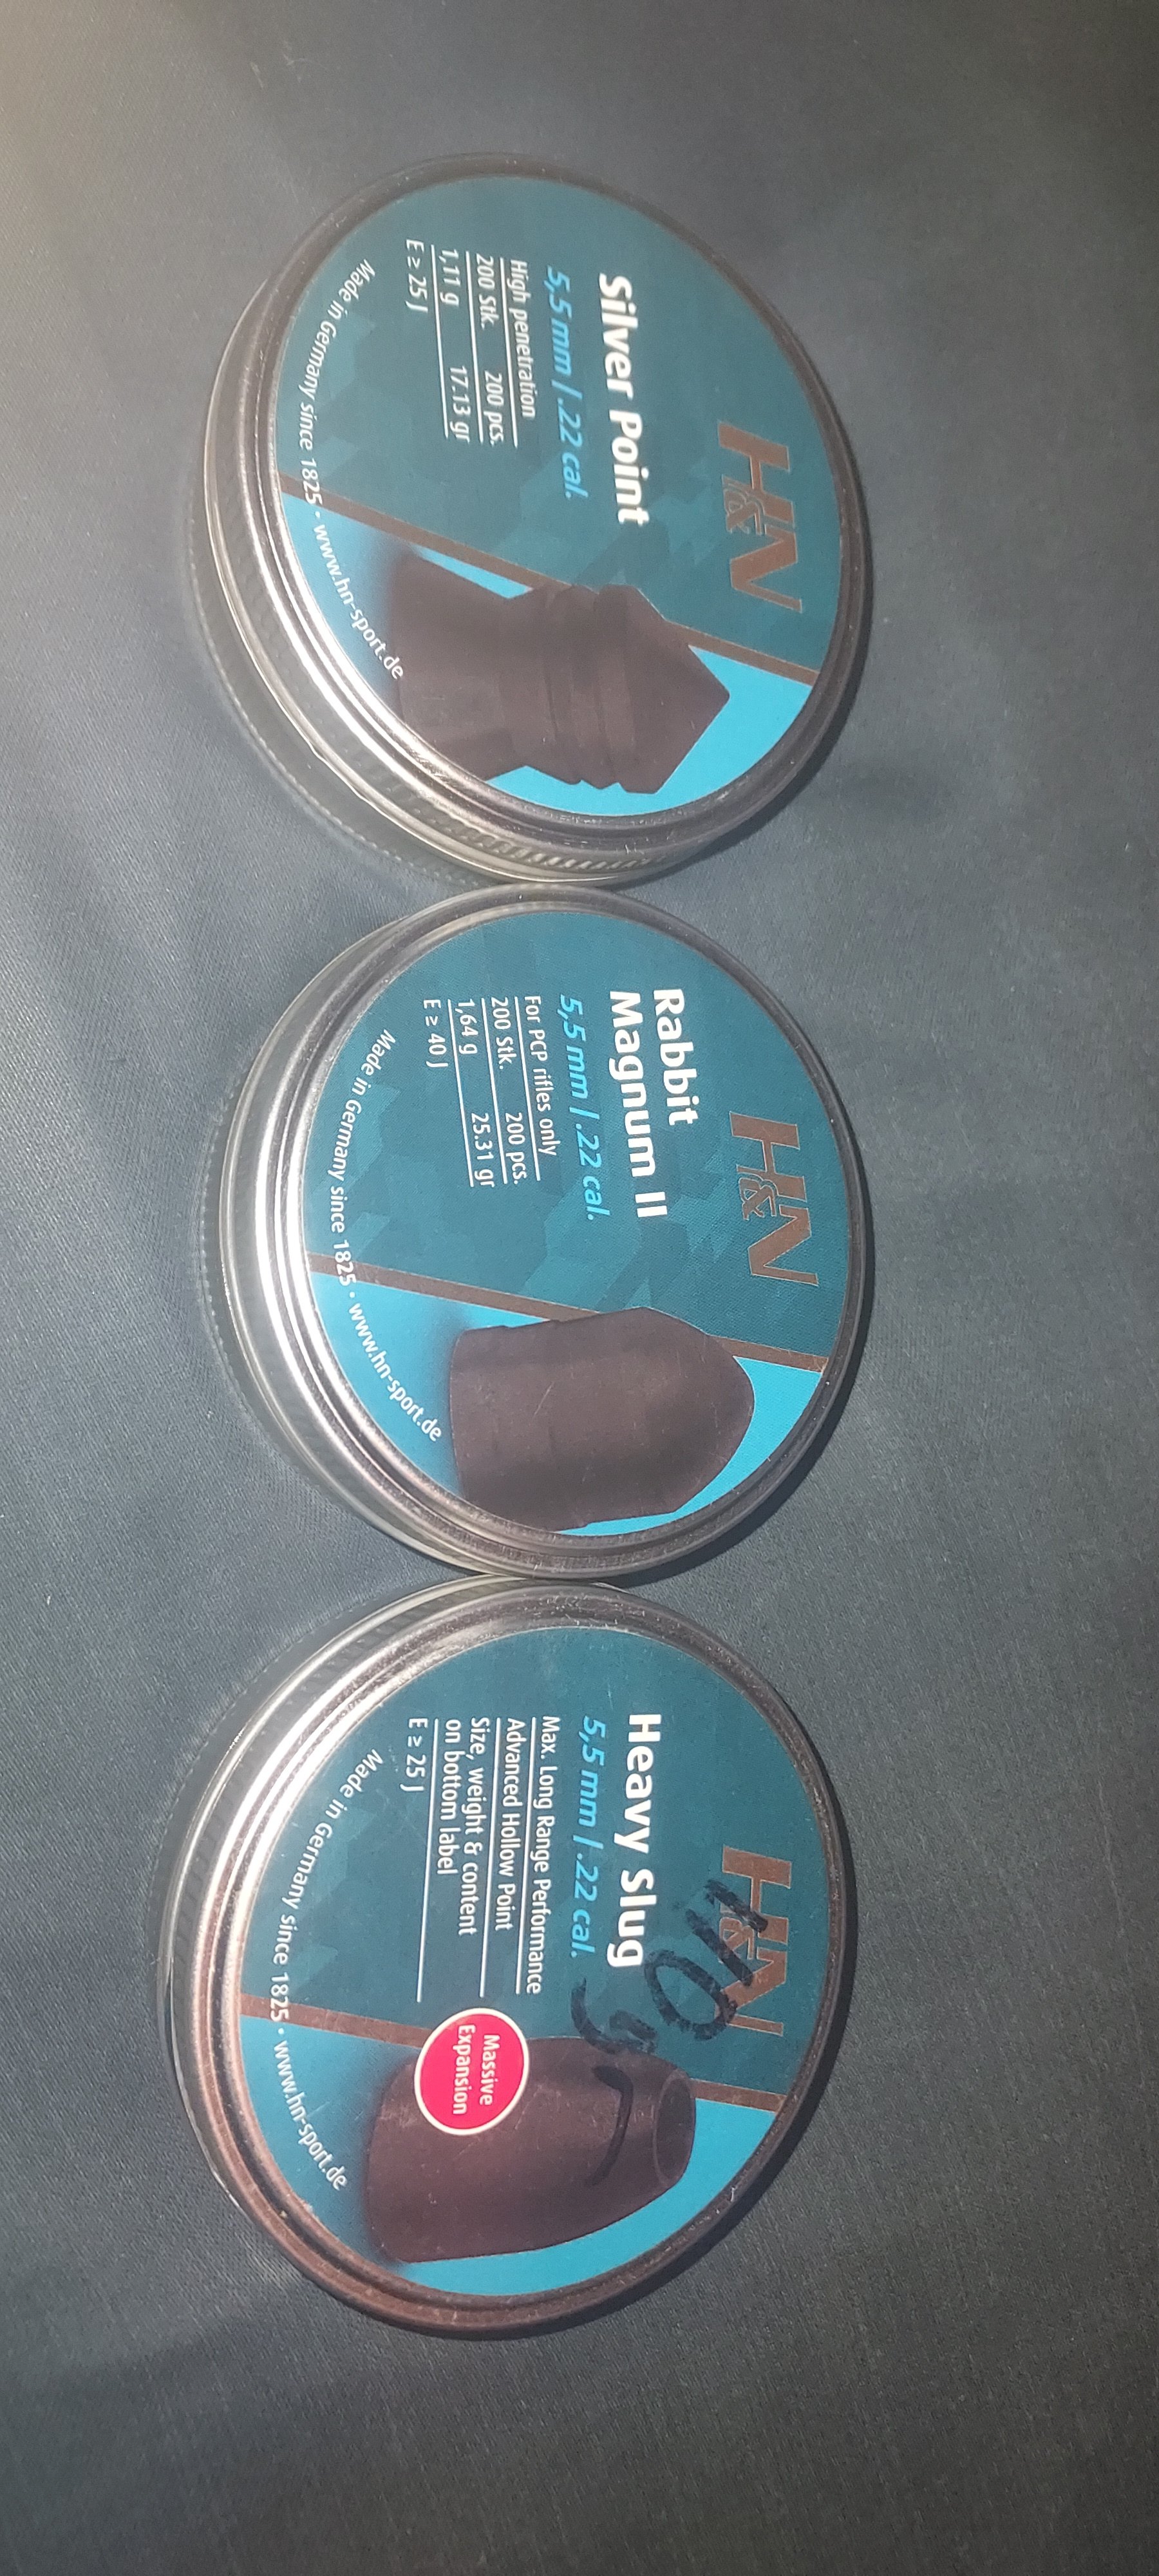 H&N
Silver Point
5,5 mm | .22 cal.
High penetration
200 Stk. 200 pcs.
1,11 g 17.13 gr
E ≥ 25 J
Made in Germany since 1825 • www.hn-sport.de
H&N
Rabbit
Magnum II
5,5 mm | .22 cal.
For PCP rifles only
200 Stk. 200 pcs.
1,64 g 25.31 gr
E ≥ 40 J
Made in Germany since 1825 • www.hn-sport.de
H&N
Heavy Slug
5,5 mm | .22 cal.
Max. Long Range Performance
Advanced Hollow Point
Size, weight & content
on bottom label
E ≥ 25 J
Massive
Expansion
Made in Germany since 1825 • www.hn-sport.de